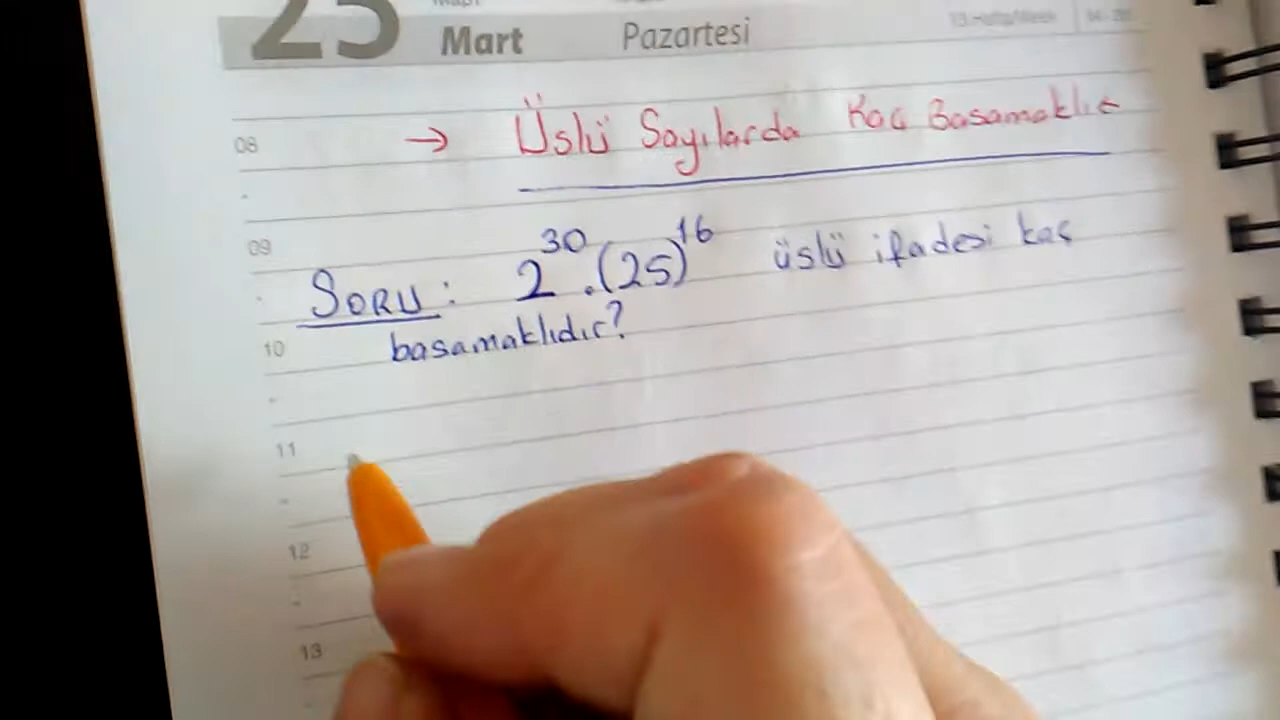 25 Mart Pazartesi
08 → Üslü Sayılarda Kaç Basamaklı
09
SORU: 2^30 . (25)^16 üslü ifadesi kaç
10 basamaklıdır?
11
12
13